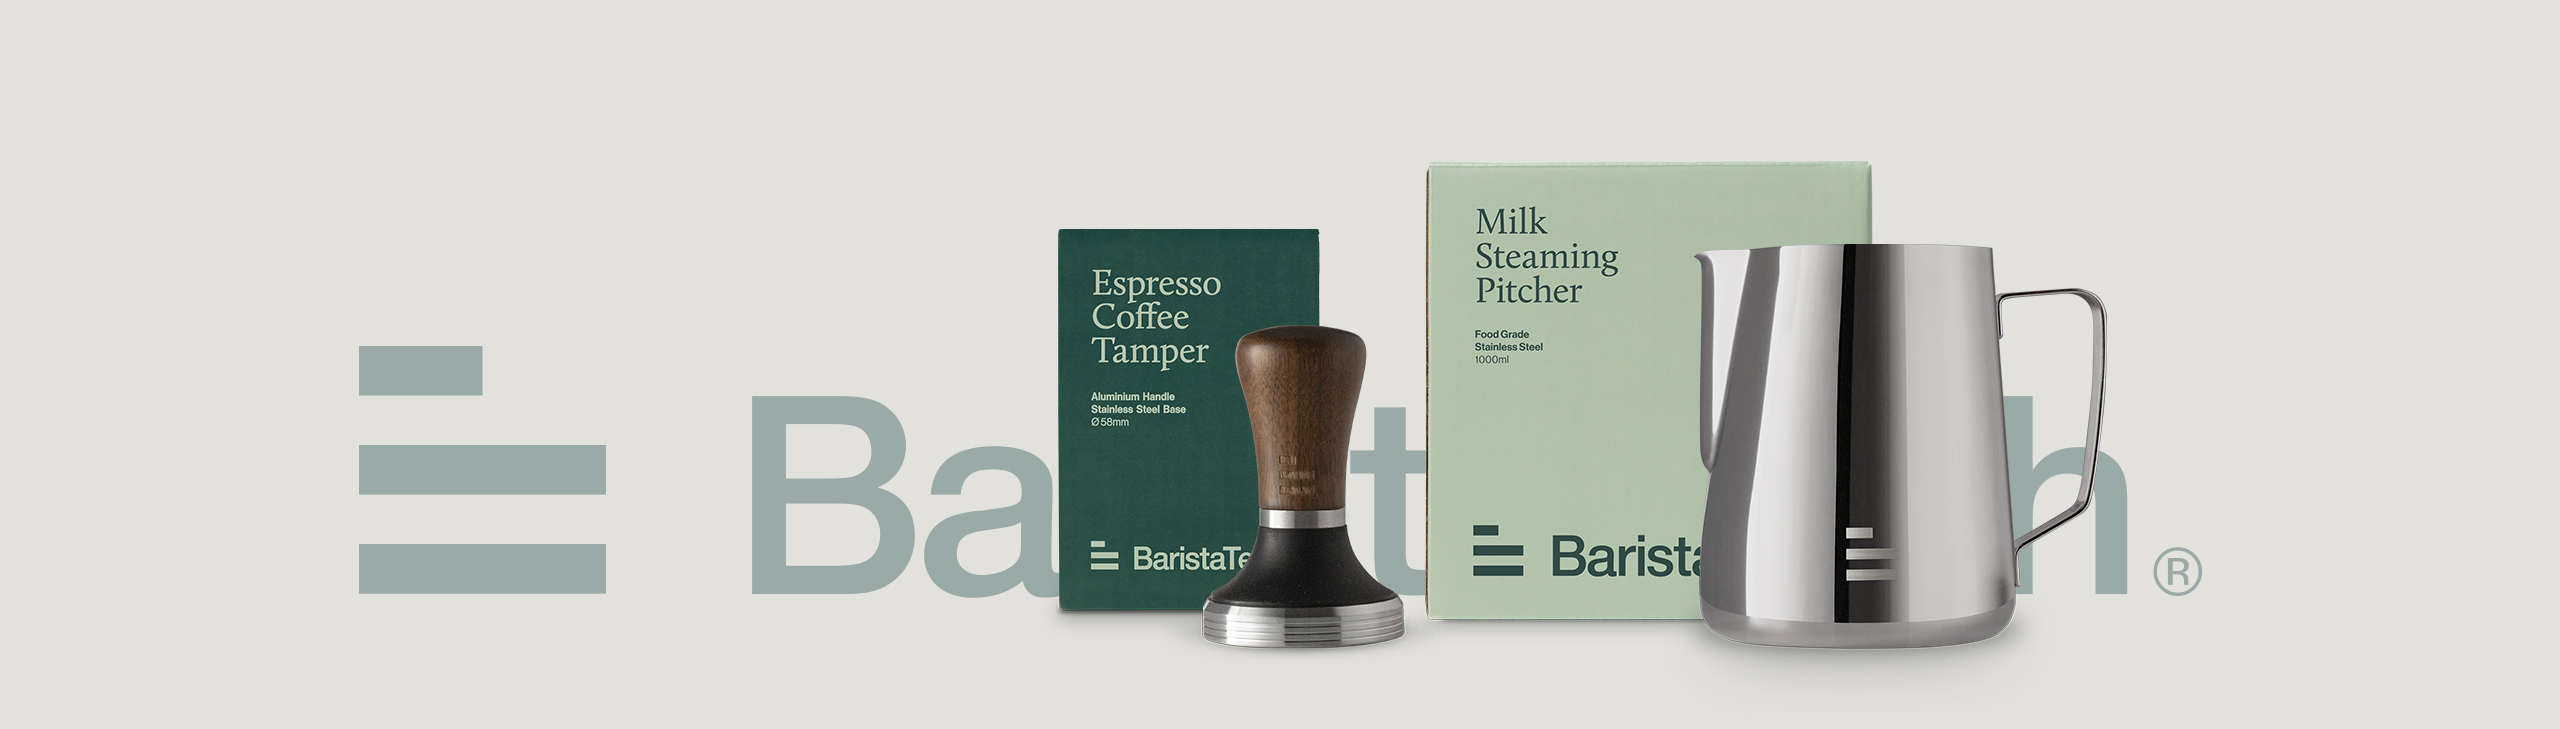 Espresso
Coffee
Tamper
Aluminium Handle
Stainless Steel Base
Ø 58mm
BaristaTe
Milk
Steaming
Pitcher
Food Grade
Stainless Steel
1000ml
Barista
Ba t h ®